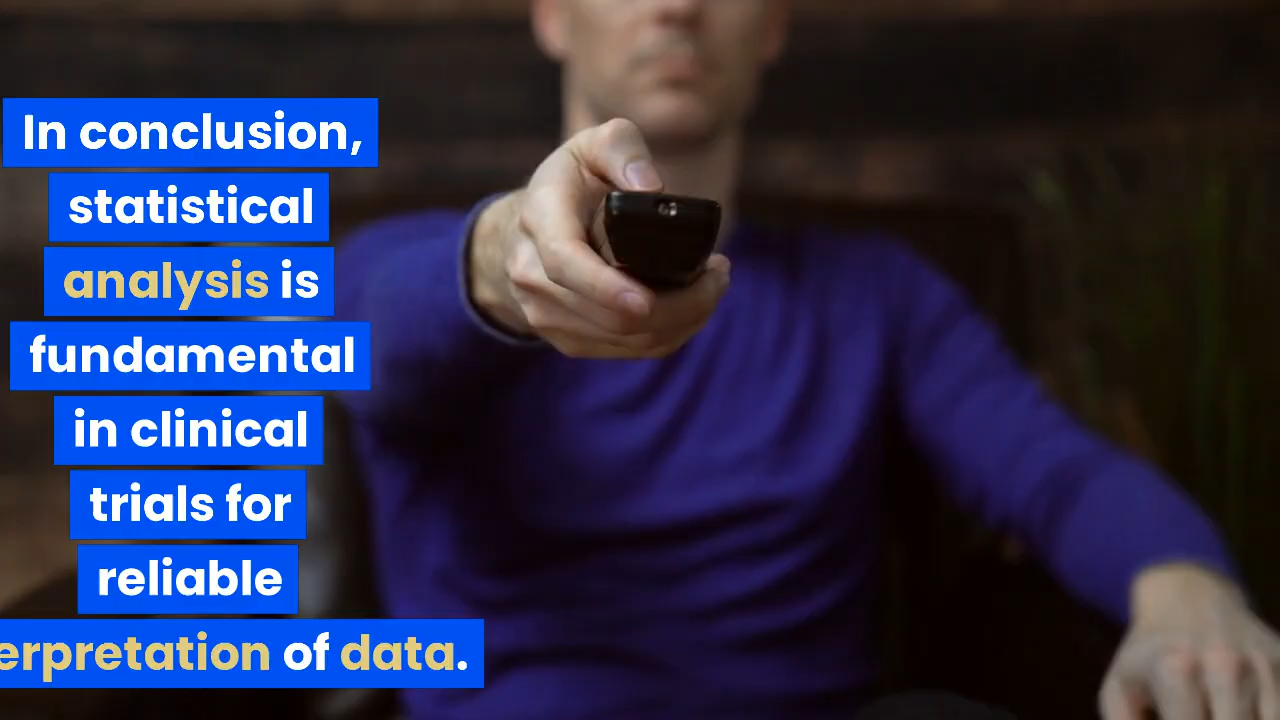 In conclusion,
statistical
analysis is
fundamental
in clinical
trials for
reliable
erpretation of data.